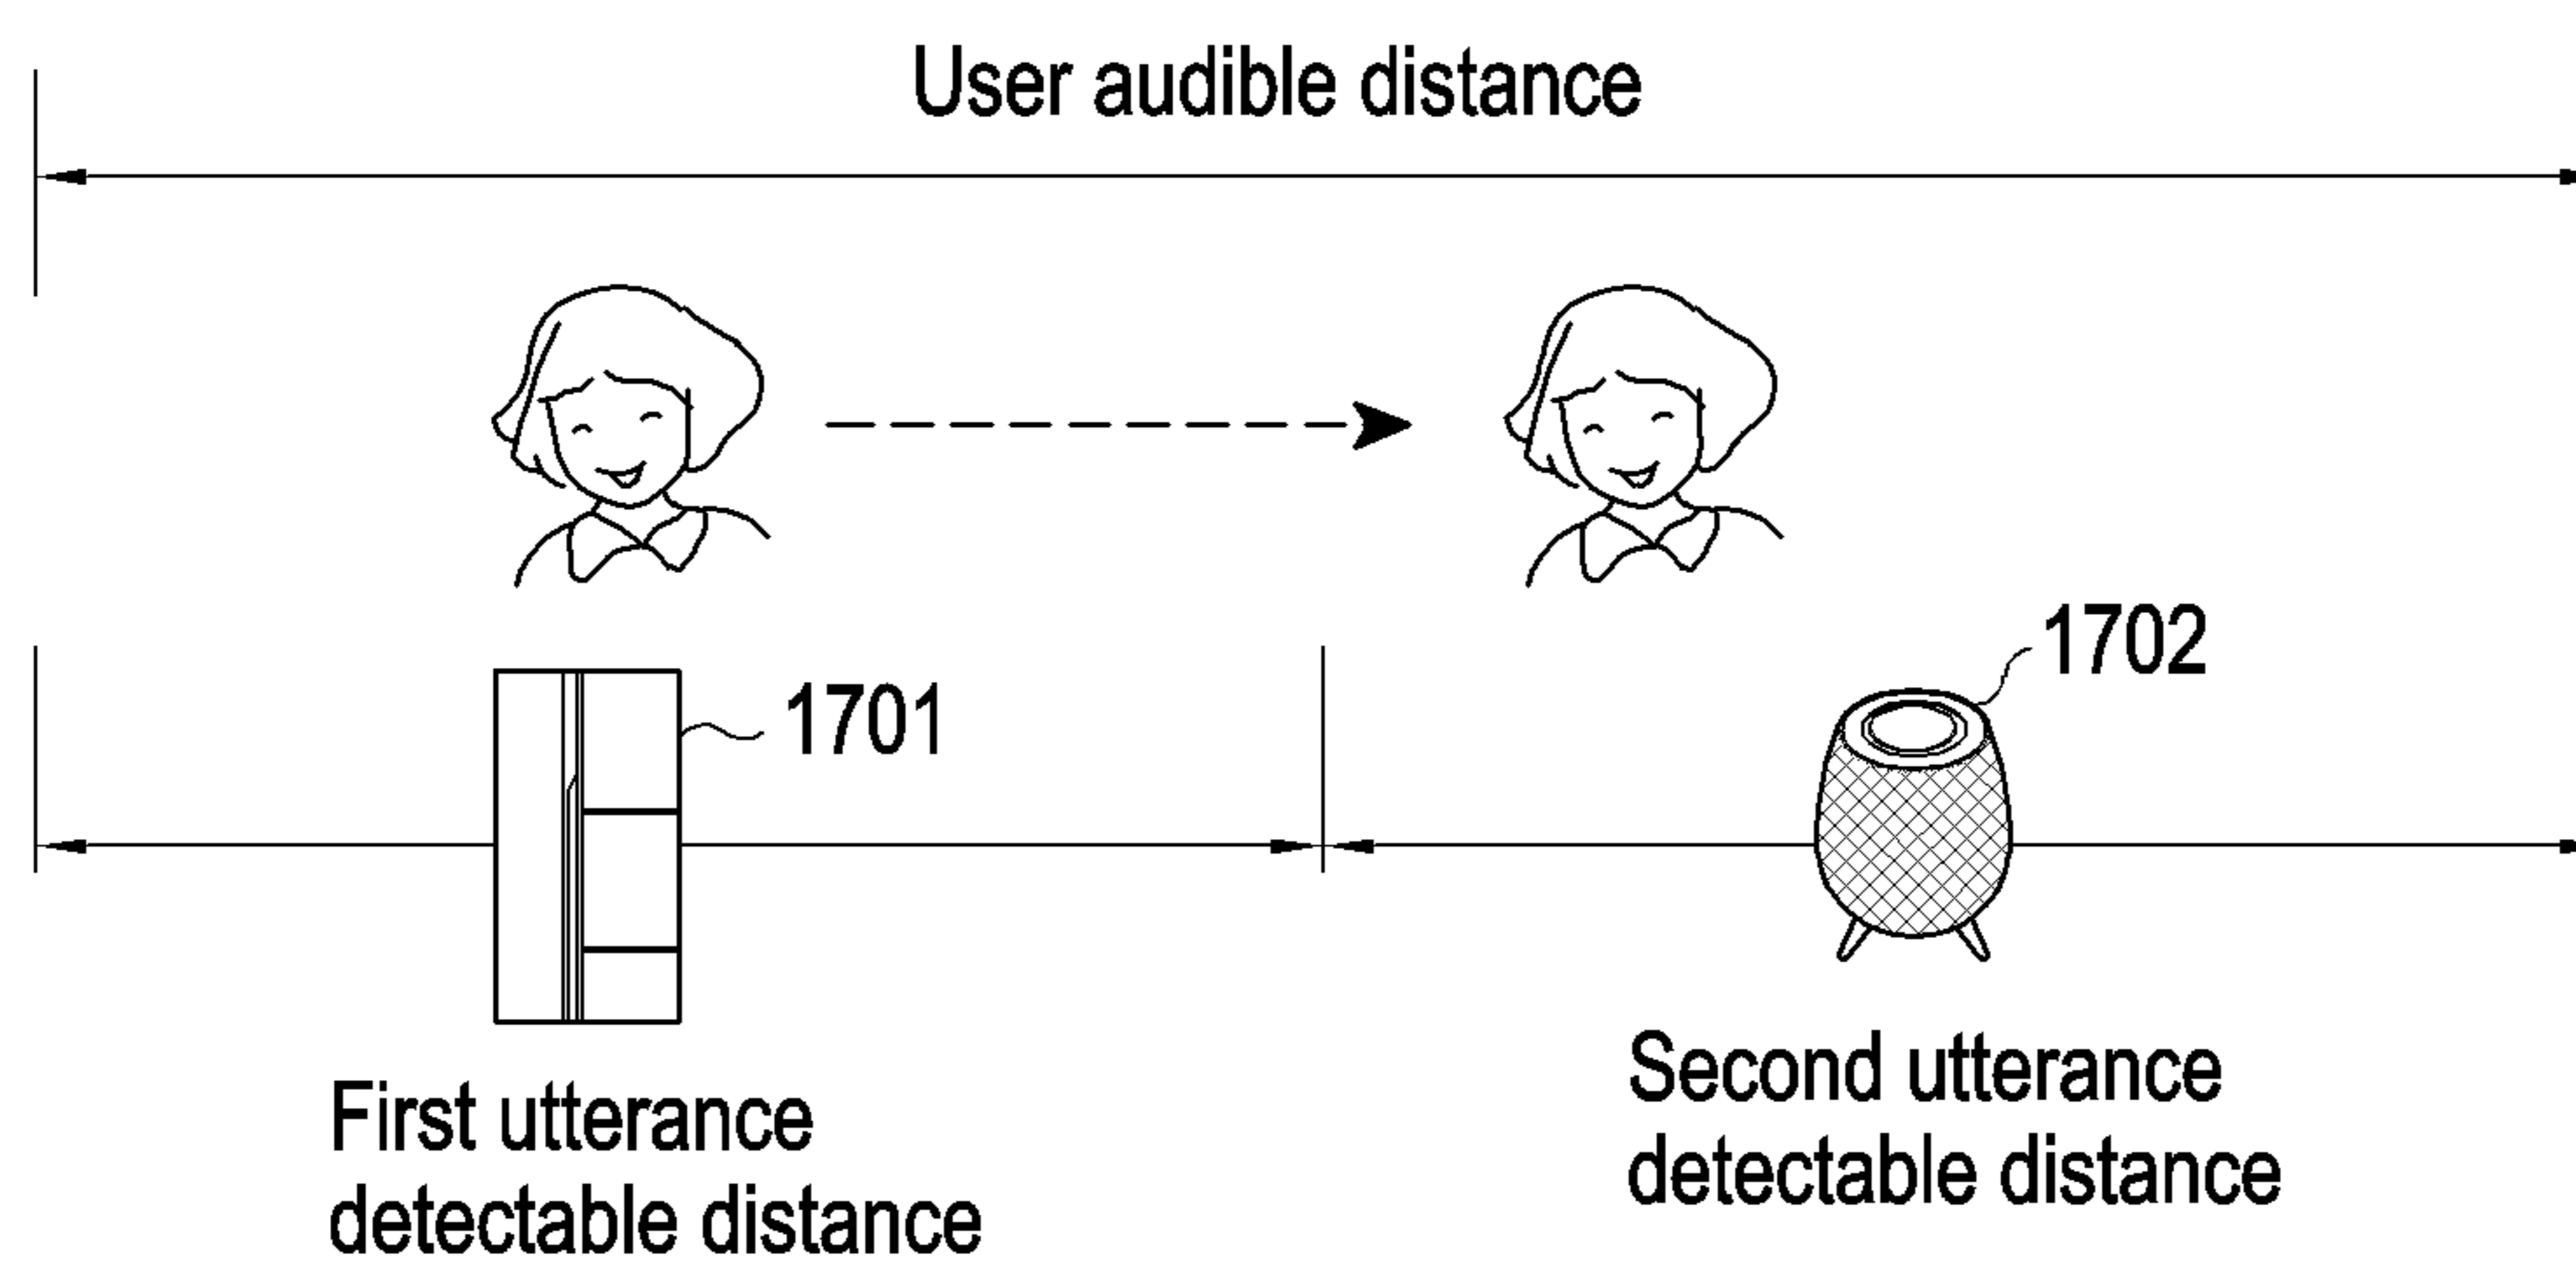 User audible distance
1702
1701
First utterance
detectable distance
Second utterance
detectable distance